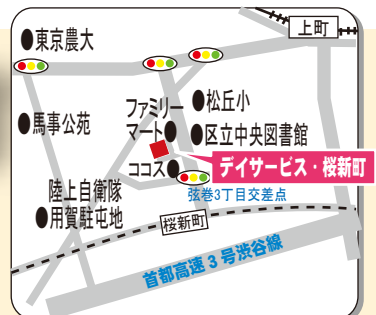 上町
東京農大
ファミリー
マート
松丘小
馬事公苑
区立中央図書館
デイサービス・桜新町
ココス
弦巻3丁目交差点
陸上自衛隊
用賀駐屯地
桜新町
首都高速3号渋谷線